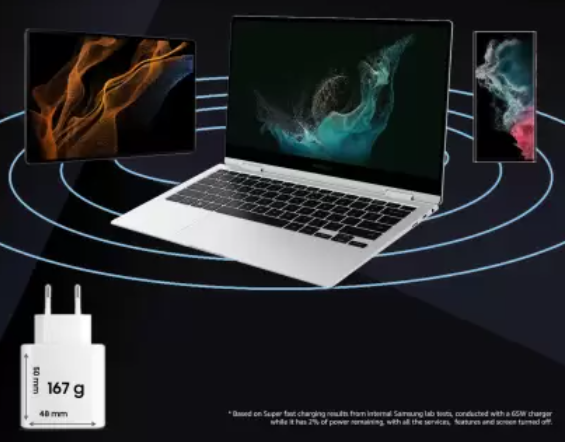 50 mm
167 g
48 mm
* Based on Super fast charging results from internal Samsung lab tests, conducted with a 65W charger
while it has 2% of power remaining, with all the services, features and screen turned off.